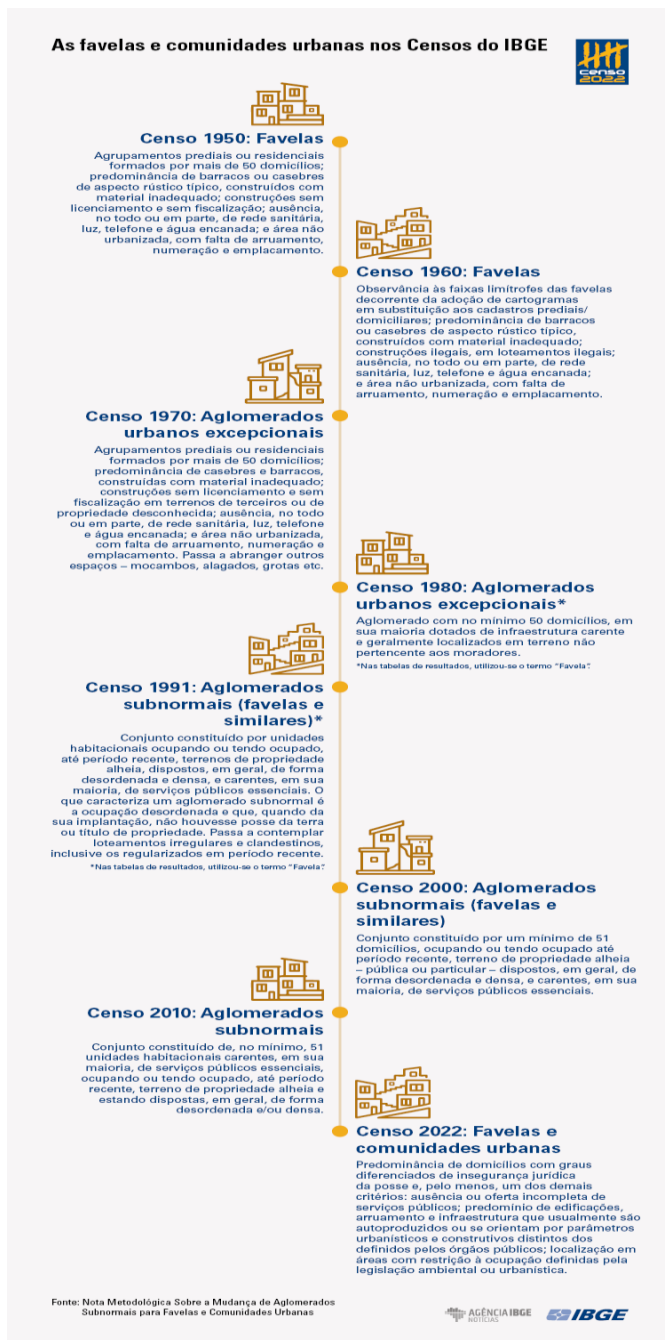 As favelas e comunidades urbanas nos Censos do IBGE
censo
2022
Censo 1950: Favelas
Agrupamentos prediais ou residenciais
formados por mais de 50 domicílios;
predominância de barracos ou casebres
de aspecto rústico típico, construídos com
material inadequado; construções sem
licenciamento e sem fiscalização; ausência,
no todo ou em parte, de rede sanitária,
luz, telefone e água encanada; e área não
urbanizada, com falta de arruamento,
numeração e emplacamento.
Censo 1960: Favelas
Observância às faixas limítrofes das favelas
decorrente da adoção de cartogramas
em substituição aos cadastros prediais/
domiciliares; predominância de barracos
ou casebres de aspecto rústico típico,
construídos com material inadequado;
construções ilegais, em loteamentos ilegais;
ausência, no todo ou em parte, de rede
sanitária, luz, telefone e água encanada;
e área não urbanizada, com falta de
arruamento, numeração e emplacamento.
Censo 1970: Aglomerados
urbanos excepcionais
Agrupamentos prediais ou residenciais
formados por mais de 50 domicílios;
predominância de casebres e barracos,
construídas com material inadequado;
construções sem licenciamento e sem
fiscalização em terrenos de terceiros ou de
propriedade desconhecida; ausência, no todo
ou em parte, de rede sanitária, luz, telefone
e água encanada; e área não urbanizada,
com falta de arruamento, numeração e
emplacamento. Passa a abranger outros
espaços – mocambos, alagados, grotas etc.
Censo 1980: Aglomerados
urbanos excepcionais*
Aglomerado com no mínimo 50 domicílios, em
sua maioria dotados de infraestrutura carente
e geralmente localizados em terreno não
pertencente aos moradores.
*Nas tabelas de resultados, utilizou-se o termo “Favela”.
Censo 1991: Aglomerados
subnormais (favelas e
similares)*
Conjunto constituído por unidades
habitacionais ocupando ou tendo ocupado,
até período recente, terrenos de propriedade
alheia, dispostos, em geral, de forma
desordenada e densa, e carentes, em sua
maioria, de serviços públicos essenciais. O
que caracteriza um aglomerado subnormal é
a ocupação desordenada e que, quando da
sua implantação, não houvesse posse da terra
ou título de propriedade. Passa a contemplar
loteamentos irregulares e clandestinos,
inclusive os regularizados em período recente.
*Nas tabelas de resultados, utilizou-se o termo “Favela”.
Censo 2000: Aglomerados
subnormais (favelas e
similares)
Conjunto constituído por um mínimo de 51
domicílios, ocupando ou tendo ocupado até
período recente, terreno de propriedade alheia
– pública ou particular – dispostos, em geral, de
forma desordenada e densa, e carentes, em sua
maioria, de serviços públicos essenciais.
Censo 2010: Aglomerados
subnormais
Conjunto constituído de, no mínimo, 51
unidades habitacionais carentes, em sua
maioria, de serviços públicos essenciais,
ocupando ou tendo ocupado, até período
recente, terreno de propriedade alheia e
estando dispostas, em geral, de forma
desordenada e/ou densa.
Censo 2022: Favelas e
comunidades urbanas
Predominância de domicílios com graus
diferenciados de insegurança jurídica
da posse e, pelo menos, um dos demais
critérios: ausência ou oferta incompleta de
serviços públicos; predomínio de edificações,
arruamento e infraestrutura que usualmente são
autoproduzidos ou se orientam por parâmetros
urbanísticos e construtivos distintos dos
definidos pelos órgãos públicos; localização em
áreas com restrição à ocupação definidas pela
legislação ambiental ou urbanística.
Fonte: Nota Metodológica Sobre a Mudança de Aglomerados
Subnormais para Favelas e Comunidades Urbanas
AGÊNCIA IBGE
NOTÍCIAS
IBGE